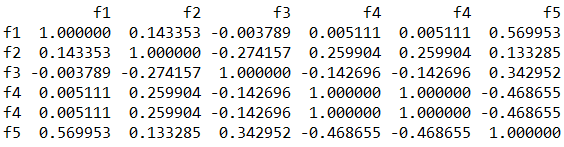 f1 f2 f3 f4 f4 f5
f1 1.000000 0.143353 -0.003789 0.005111 0.005111 0.569953
f2 0.143353 1.000000 -0.274157 0.259904 0.259904 0.133285
f3 -0.003789 -0.274157 1.000000 -0.142696 -0.142696 0.342952
f4 0.005111 0.259904 -0.142696 1.000000 1.000000 -0.468655
f4 0.005111 0.259904 -0.142696 1.000000 1.000000 -0.468655
f5 0.569953 0.133285 0.342952 -0.468655 -0.468655 1.000000